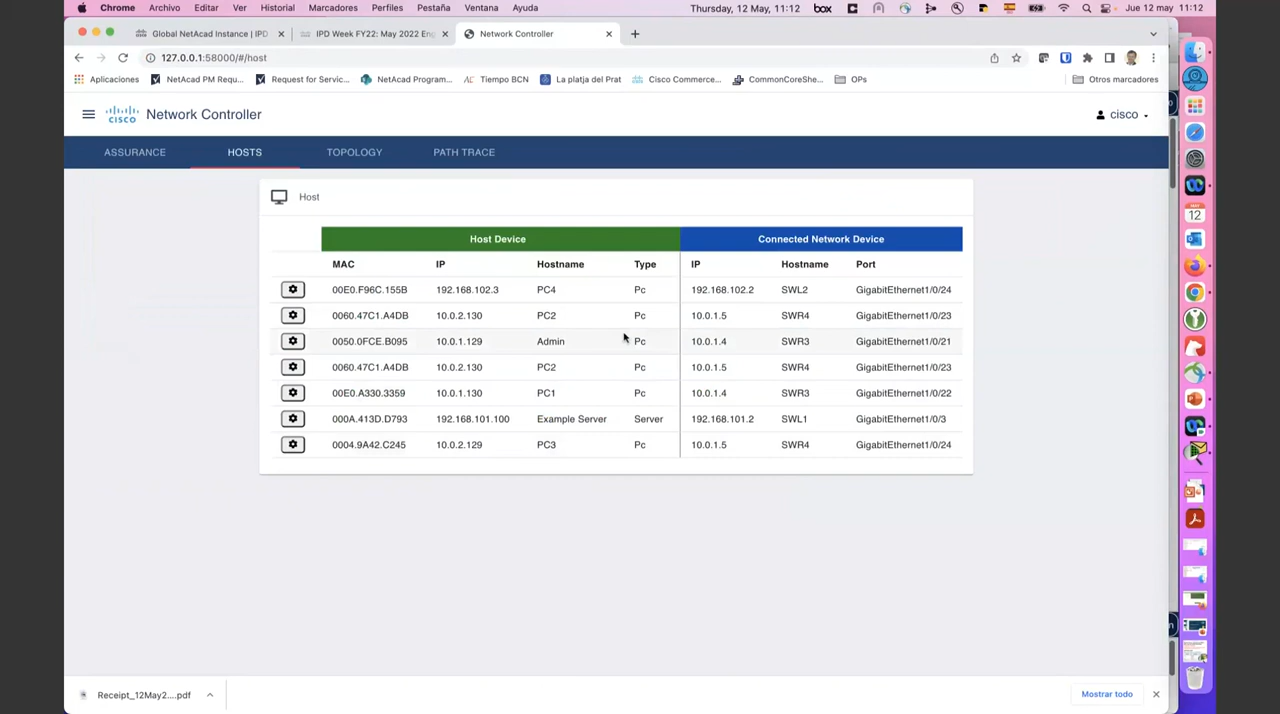 Chrome Archivo Editar Ver Historial Marcadores Perfiles Pestaña Ventana Ayuda Thursday, 12 May, 11:12 box Jue 12 may 11:12
Global NetAcad Instance | IPD IPD Week FY22: May 2022 En Network Controller
127.0.0.1:58000/#/host
Aplicaciones NetAcad PM Requ... Request for Servic... NetAcad Program... Tiempo BCN La platja del Prat Cisco Commerce... CommonCoreShe... OPs Otros marcadores
CISCO Network Controller cisco
ASSURANCE HOSTS TOPOLOGY PATH TRACE
Host
Host Device Connected Network Device
MAC IP Hostname Type IP Hostname Port
00E0.F96C.155B 192.168.102.3 PC4 Pc 192.168.102.2 SWL2 GigabitEthernet1/0/24
0060.47C1.A4DB 10.0.2.130 PC2 Pc 10.0.1.5 SWR4 GigabitEthernet1/0/23
0050.0FCE.B095 10.0.1.129 Admin Pc 10.0.1.4 SWR3 GigabitEthernet1/0/21
0060.47C1.A4DB 10.0.2.130 PC2 Pc 10.0.1.5 SWR4 GigabitEthernet1/0/23
00E0.A330.3359 10.0.1.130 PC1 Pc 10.0.1.4 SWR3 GigabitEthernet1/0/22
000A.413D.D793 192.168.101.100 Example Server Server 192.168.101.2 SWL1 GigabitEthernet1/0/3
0004.9A42.C245 10.0.2.129 PC3 Pc 10.0.1.5 SWR4 GigabitEthernet1/0/24
Receipt_12May2....pdf Mostrar todo